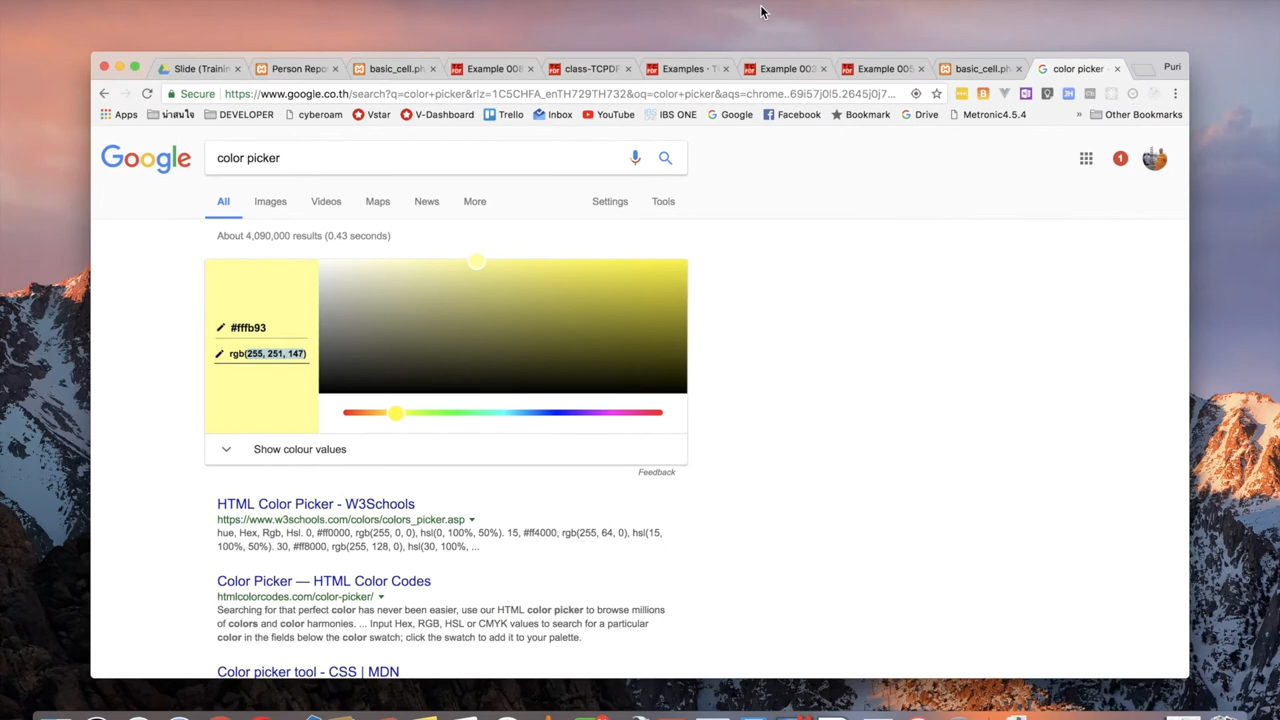 Slide (Trainin
Person Repo
basic_cell.ph
Example 008
class-TCPDF
Examples - T
Example 003
Example 005
basic_cell.ph
color picker -
Puri
Secure
https://www.google.co.th/search?q=color+picker&rlz=1C5CHFA_enTH729TH732&oq=color+picker&aqs=chrome..69i57j0l5.2645j0j7...
Apps
น่าสนใจ
DEVELOPER
cyberoam
Vstar
V-Dashboard
Trello
Inbox
YouTube
IBS ONE
Google
Facebook
Bookmark
Drive
Metronic4.5.4
»
Other Bookmarks
Google
color picker
1
All
Images
Videos
Maps
News
More
Settings
Tools
About 4,090,000 results (0.43 seconds)
#fffb93
rgb(255, 251, 147)
Show colour values
Feedback
HTML Color Picker - W3Schools
https://www.w3schools.com/colors/colors_picker.asp
hue, Hex, Rgb, Hsl. 0, #ff0000, rgb(255, 0, 0), hsl(0, 100%, 50%). 15, #ff4000, rgb(255, 64, 0), hsl(15,
100%, 50%). 30, #ff8000, rgb(255, 128, 0), hsl(30, 100%, ...
Color Picker — HTML Color Codes
htmlcolorcodes.com/color-picker/
Searching for that perfect color has never been easier, use our HTML color picker to browse millions
of colors and color harmonies. ... Input Hex, RGB, HSL or CMYK values to search for a particular
color in the fields below the color swatch; click the swatch to add it to your palette.
Color picker tool - CSS | MDN